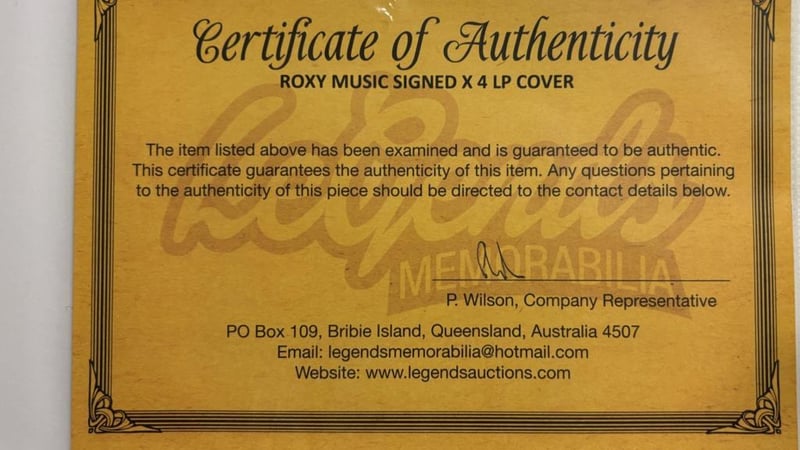 Certificate of Authenticity
ROXY MUSIC SIGNED X 4 LP COVER
Legends
MEMORABILIA
The item listed above has been examined and is guaranteed to be authentic.
This certificate guarantees the authenticity of this item. Any questions pertaining
to the authenticity of this piece should be directed to the contact details below.
P. Wilson, Company Representative
PO Box 109, Bribie Island, Queensland, Australia 4507
Email: legendsmemorabilia@hotmail.com
Website: www.legendsauctions.com